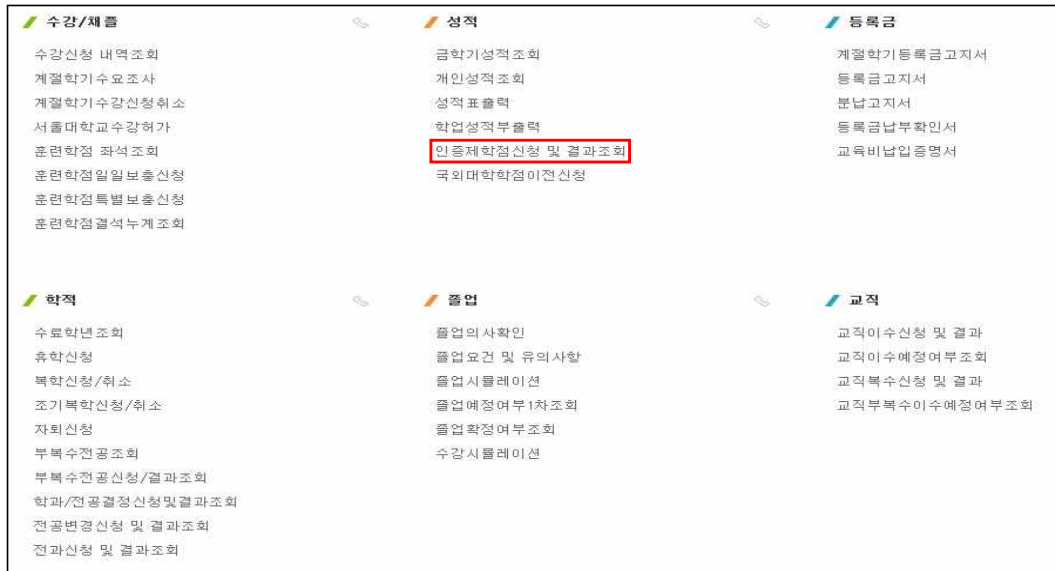 수강/채플
수강신청 내역조회
계절학기수요조사
계절학기수강신청취소
서울대학교수강허가
훈련학점 좌석조회
훈련학점일일보충신청
훈련학점특별보충신청
훈련학점결석누계조회
성적
금학기성적조회
개인성적조회
성적표출력
학업성적부출력
인증제학점신청 및 결과조회
국외대학학점이전신청
등록금
계절학기등록금고지서
등록금고지서
분납고지서
등록금납부확인서
교육비납입증명서
학적
수료학년조회
휴학신청
복학신청/취소
조기복학신청/취소
자퇴신청
부복수전공조회
부복수전공신청/결과조회
학과/전공결정신청및결과조회
전공변경신청 및 결과조회
전과신청 및 결과조회
졸업
졸업의사확인
졸업요건 및 유의사항
졸업시뮬레이션
졸업예정여부1차조회
졸업확정여부조회
수강시뮬레이션
교직
교직이수신청 및 결과
교직이수예정여부조회
교직복수신청 및 결과
교직부복수이수예정여부조회